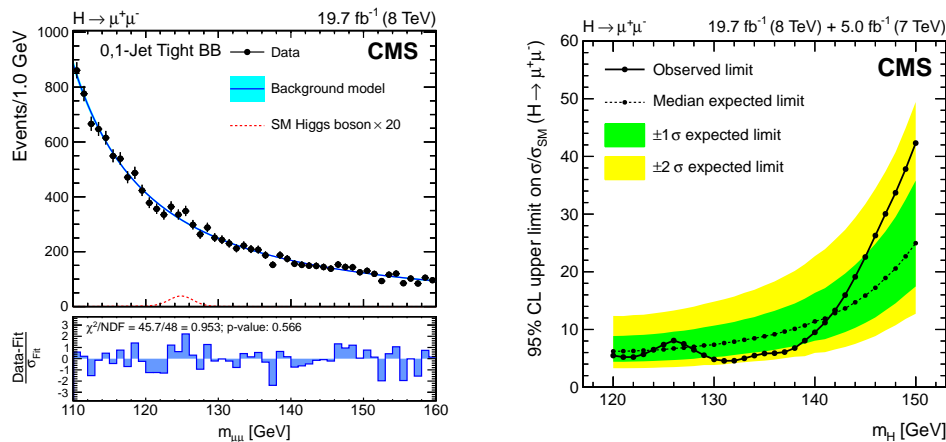 H→μ⁺μ⁻ 19.7 fb⁻¹ (8 TeV)
1000
800
600
400
200
0
Events/1.0 GeV
0,1-Jet Tight BB
CMS
Data
Background model
SM Higgs boson × 20
χ²/NDF = 45.7/48 = 0.953; p-value: 0.566
3
2
1
0
-1
-2
-3
Data-Fit
σFit
110 120 130 140 150 160
mμμ [GeV]
H→μ⁺μ⁻ 19.7 fb⁻¹ (8 TeV) + 5.0 fb⁻¹ (7 TeV)
60
50
40
30
20
10
0
95% CL upper limit on σ/σSM (H → μ⁺μ⁻)
CMS
Observed limit
Median expected limit
±1 σ expected limit
±2 σ expected limit
120 130 140 150
mH [GeV]